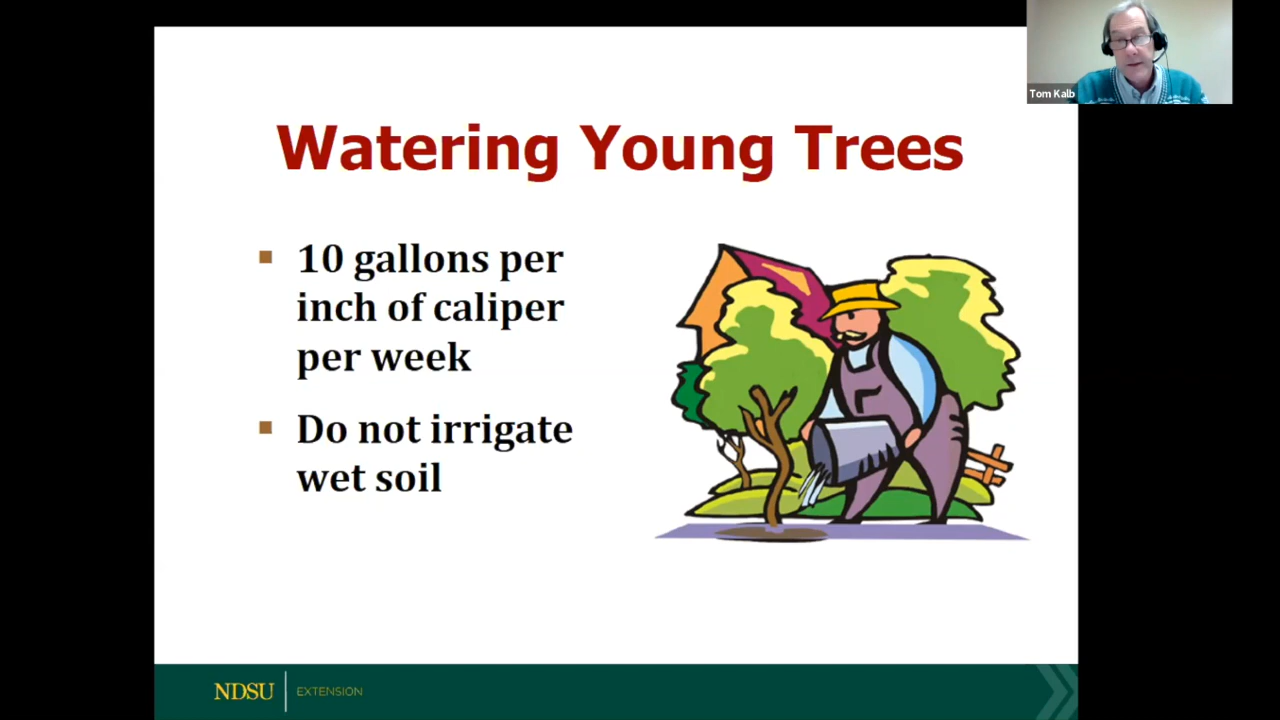 Tom Kalb
Watering Young Trees
10 gallons per
inch of caliper
per week
Do not irrigate
wet soil
NDSU EXTENSION